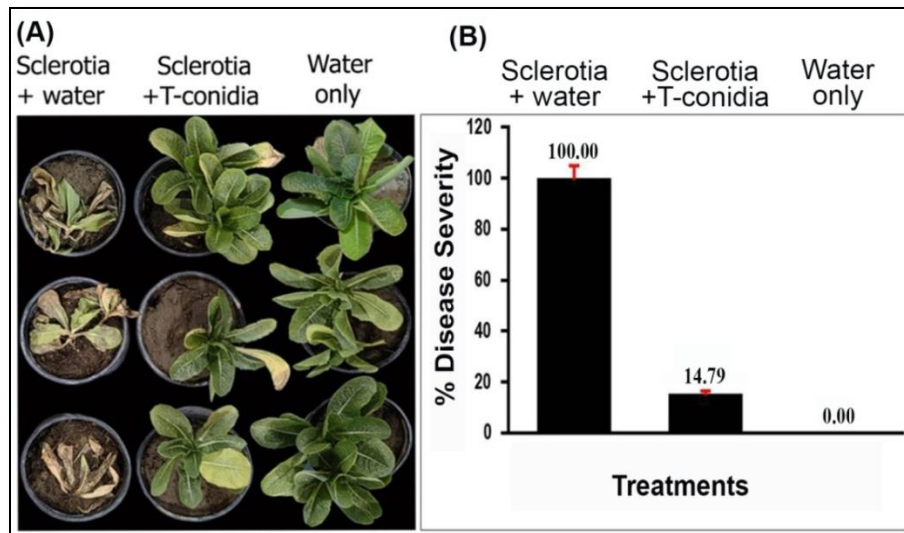 (A)
Sclerotia
+ water
Sclerotia
+T-conidia
Water
only
(B)
Sclerotia
+ water
Sclerotia
+T-conidia
Water
only
% Disease Severity
120
100
80
60
40
20
0
100.00
14.79
0.00
Treatments